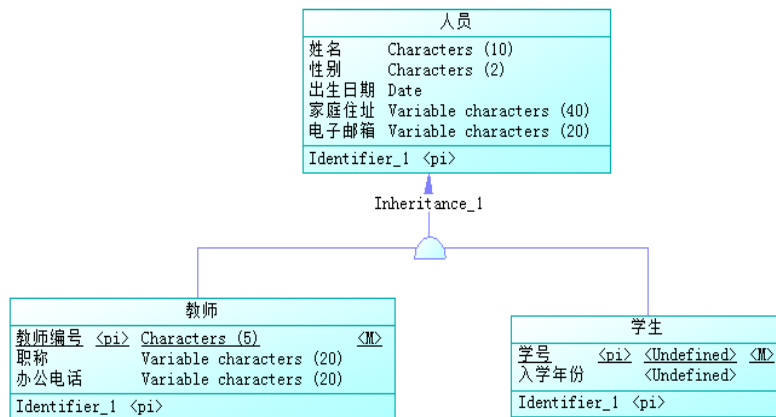 人员
姓名 Characters (10)
性别 Characters (2)
出生日期 Date
家庭住址 Variable characters (40)
电子邮箱 Variable characters (20)
Identifier_1 <pi>
Inheritance_1
教师
教师编号 <pi> Characters (5) <M>
职称 Variable characters (20)
办公电话 Variable characters (20)
Identifier_1 <pi>
学生
学号 <pi> <Undefined> <M>
入学年份 <Undefined>
Identifier_1 <pi>